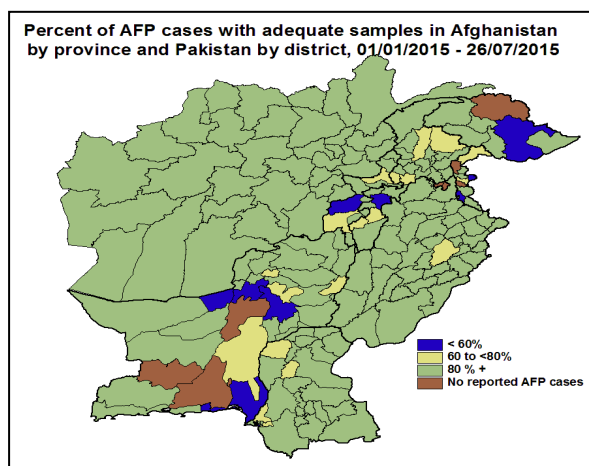 Percent of AFP cases with adequate samples in Afghanistan
by province and Pakistan by district, 01/01/2015 - 26/07/2015
< 60%
60 to <80%
80 % +
No reported AFP cases